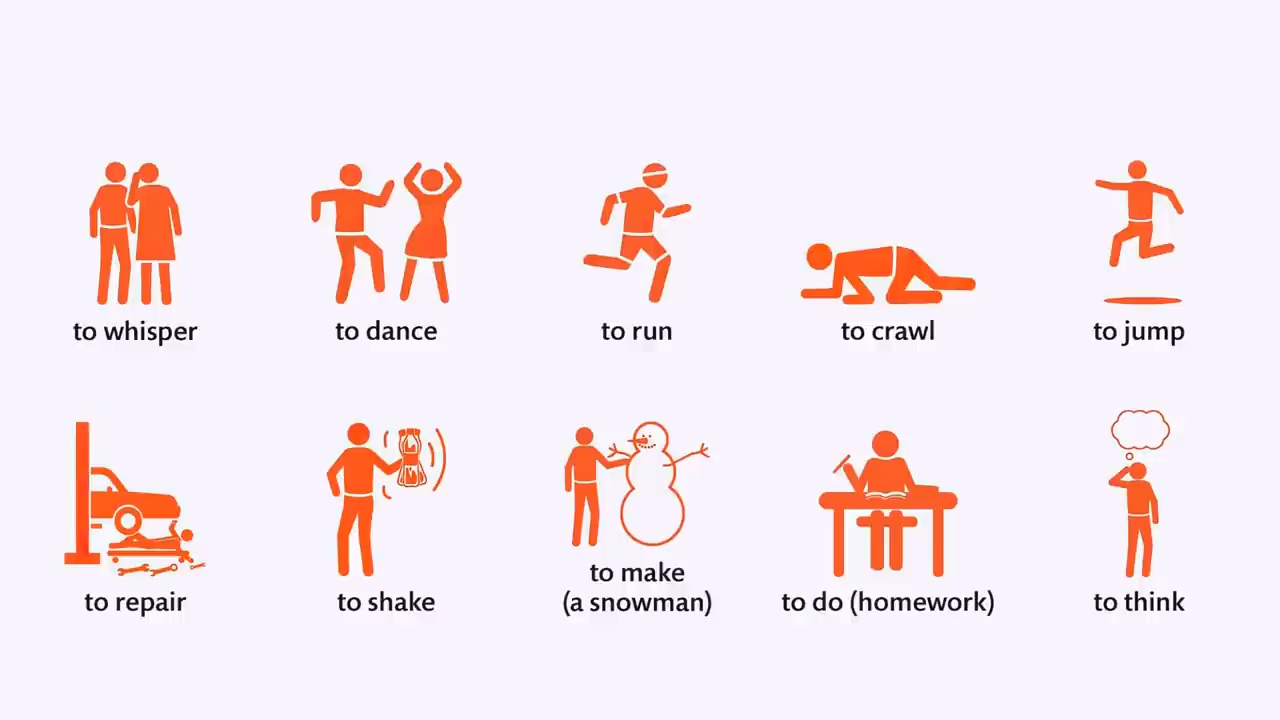 to whisper
to dance
to run
to crawl
to jump
to repair
to shake
to make
(a snowman)
to do (homework)
to think